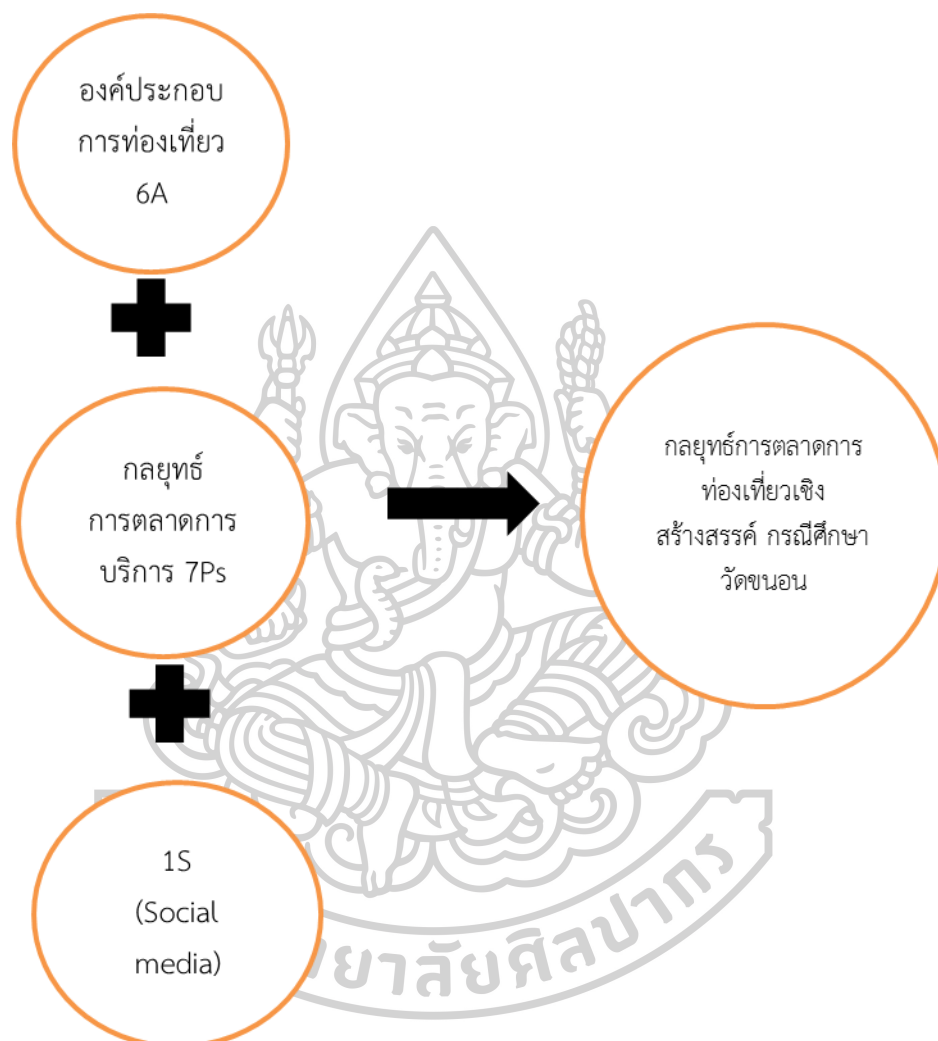 องค์ประกอบ
การท่องเที่ยว
6A
กลยุทธ์
การตลาดการ
บริการ 7Ps
1S
(Social
media)
กลยุทธ์การตลาดการ
ท่องเที่ยวเชิง
สร้างสรรค์ กรณีศึกษา
วัดขนอน
ยาลัยศิลปากร